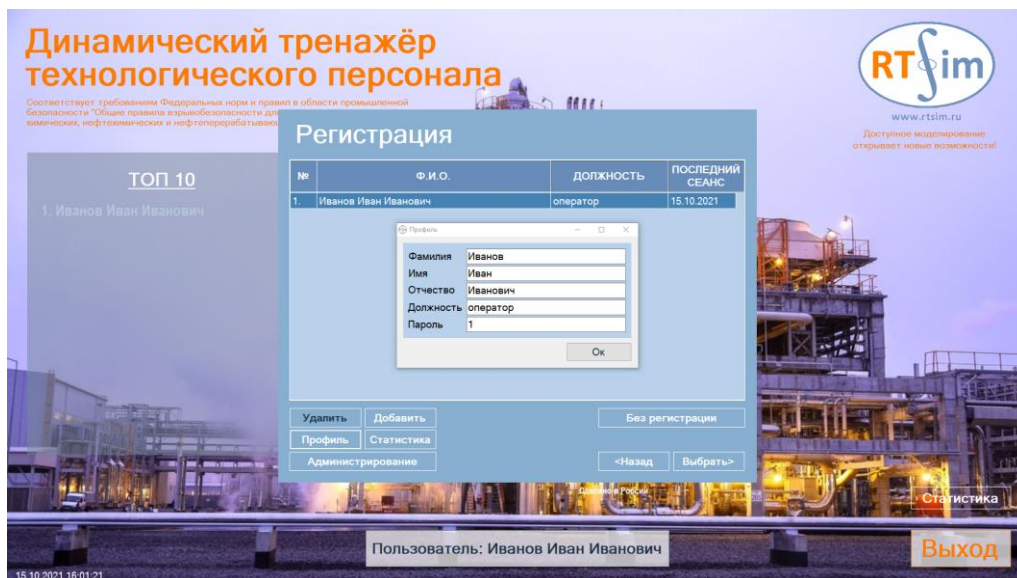 Динамический тренажёр
технологического персонала
Соответствует требованиям Федеральных норм и правил в области промышленной
безопасности "Общие правила взрывобезопасности для
химических, нефтехимических и нефтеперерабатывающ
RTSim
www.rtsim.ru
Доступное моделирование
открывает новые возможности!
ТОП 10
1. Иванов Иван Иванович
Регистрация
№ Ф.И.О. ДОЛЖНОСТЬ ПОСЛЕДНИЙ СЕАНС
1. Иванов Иван Иванович оператор 15.10.2021
Профиль
Фамилия Иванов
Имя Иван
Отчество Иванович
Должность оператор
Пароль 1
Ок
Удалить Добавить Без регистрации
Профиль Статистика
Администрирование <Назад Выбрать>
Сделано в России
Статистика
Пользователь: Иванов Иван Иванович
Выход
15.10.2021 16:01:21